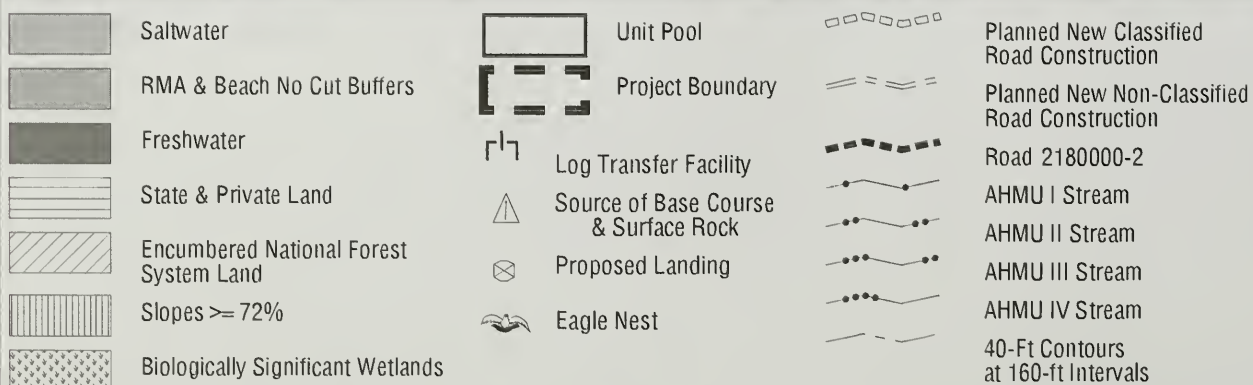 Saltwater
RMA & Beach No Cut Buffers
Freshwater
State & Private Land
Encumbered National Forest
System Land
Slopes >= 72%
Biologically Significant Wetlands
Unit Pool
Project Boundary
Log Transfer Facility
Source of Base Course
& Surface Rock
Proposed Landing
Eagle Nest
Planned New Classified
Road Construction
Planned New Non-Classified
Road Construction
Road 2180000-2
AHMU I Stream
AHMU II Stream
AHMU III Stream
AHMU IV Stream
40-Ft Contours
at 160-ft Intervals